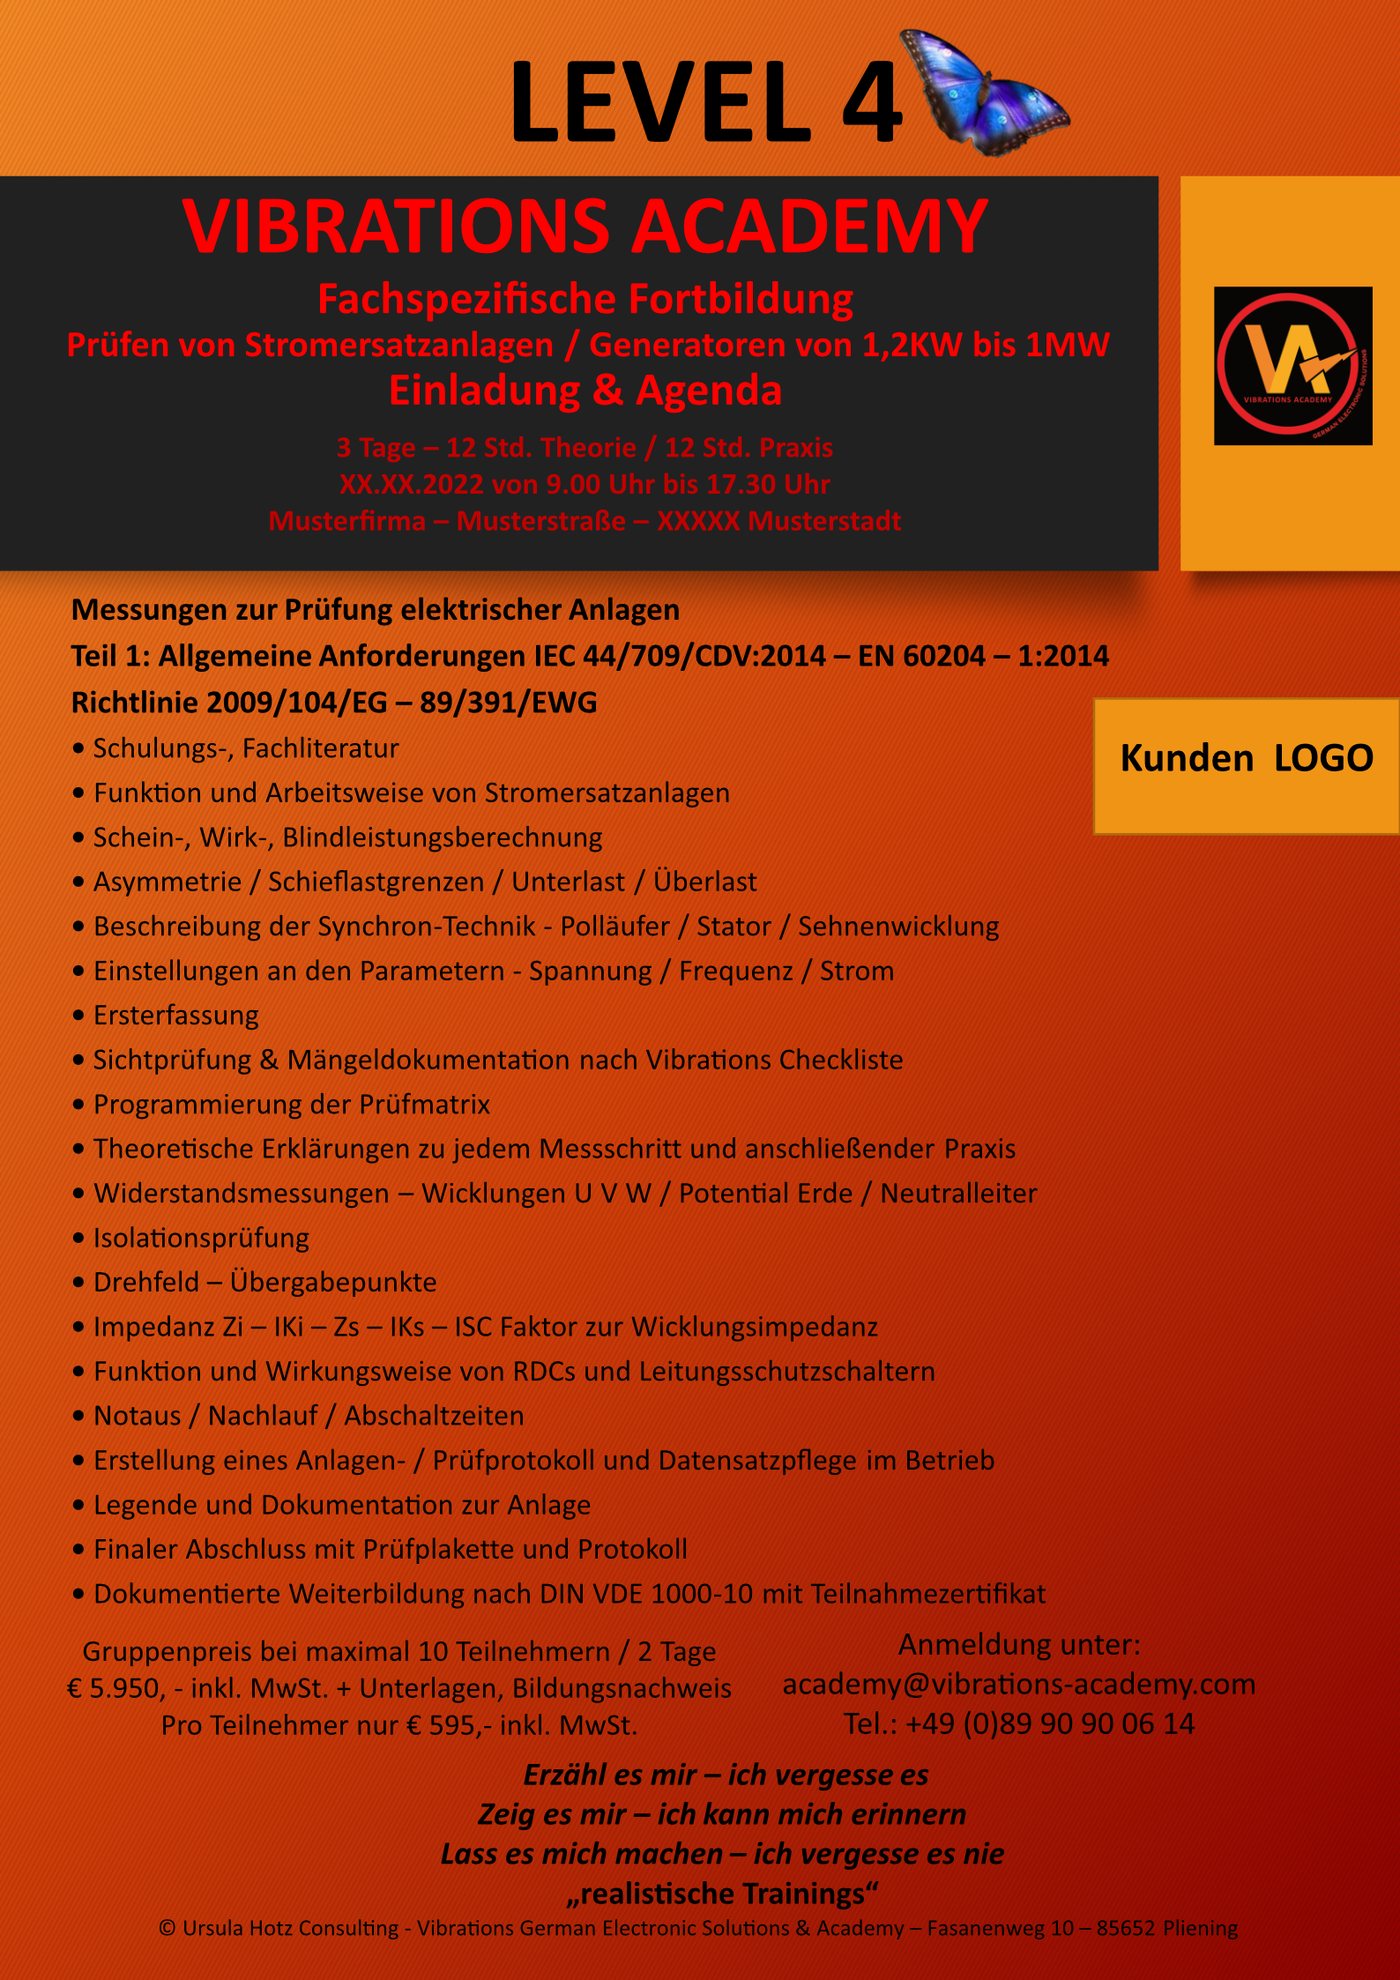 LEVEL 4
VIBRATIONS ACADEMY
Fachspezifische Fortbildung
Prüfen von Stromersatzanlagen / Generatoren von 1,2KW bis 1MW
Einladung & Agenda
3 Tage – 12 Std. Theorie / 12 Std. Praxis
XX.XX.2022 von 9.00 Uhr bis 17.30 Uhr
Musterfirma – Musterstraße – XXXXX Musterstadt
VA
VIBRATIONS ACADEMY
GERMAN ELECTRONIC SOLUTIONS
Messungen zur Prüfung elektrischer Anlagen
Teil 1: Allgemeine Anforderungen IEC 44/709/CDV:2014 – EN 60204 – 1:2014
Richtlinie 2009/104/EG – 89/391/EWG
Kunden LOGO
• Schulungs-, Fachliteratur
• Funktion und Arbeitsweise von Stromersatzanlagen
• Schein-, Wirk-, Blindleistungsberechnung
• Asymmetrie / Schieflastgrenzen / Unterlast / Überlast
• Beschreibung der Synchron-Technik - Polläufer / Stator / Sehnenwicklung
• Einstellungen an den Parametern - Spannung / Frequenz / Strom
• Ersterfassung
• Sichtprüfung & Mängeldokumentation nach Vibrations Checkliste
• Programmierung der Prüfmatrix
• Theoretische Erklärungen zu jedem Messschritt und anschließender Praxis
• Widerstandsmessungen – Wicklungen U V W / Potential Erde / Neutralleiter
• Isolationsprüfung
• Drehfeld – Übergabepunkte
• Impedanz Zi – IKi – Zs – IKs – ISC Faktor zur Wicklungsimpedanz
• Funktion und Wirkungsweise von RDCs und Leitungsschutzschaltern
• Notaus / Nachlauf / Abschaltzeiten
• Erstellung eines Anlagen- / Prüfprotokoll und Datensatzpflege im Betrieb
• Legende und Dokumentation zur Anlage
• Finaler Abschluss mit Prüfplakette und Protokoll
• Dokumentierte Weiterbildung nach DIN VDE 1000-10 mit Teilnahmezertifikat
Gruppenpreis bei maximal 10 Teilnehmern / 2 Tage
€ 5.950, - inkl. MwSt. + Unterlagen, Bildungsnachweis
Pro Teilnehmer nur € 595,- inkl. MwSt.
Anmeldung unter:
academy@vibrations-academy.com
Tel.: +49 (0)89 90 90 06 14
Erzähl es mir – ich vergesse es
Zeig es mir – ich kann mich erinnern
Lass es mich machen – ich vergesse es nie
„realistische Trainings“
© Ursula Hotz Consulting - Vibrations German Electronic Solutions & Academy – Fasanenweg 10 – 85652 Pliening